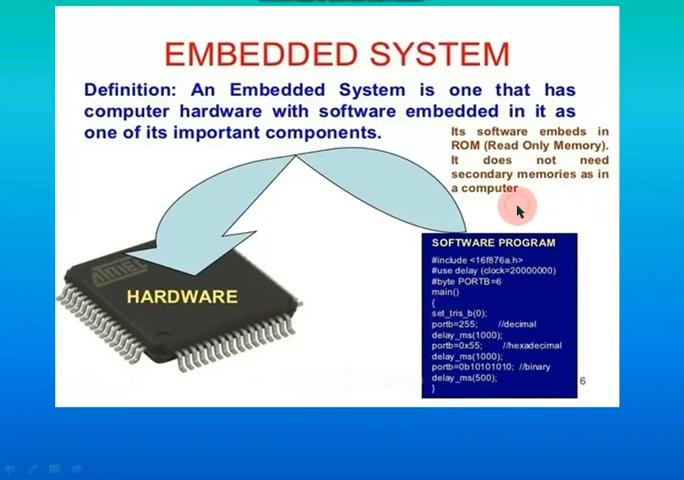 EMBEDDED SYSTEM
Definition: An Embedded System is one that has
computer hardware with software embedded in it as
one of its important components.
Its software embeds in
ROM (Read Only Memory).
It does not need
secondary memories as in
a computer
ATMEL
HARDWARE
SOFTWARE PROGRAM
#include <16f876a.h>
#use delay (clock=20000000)
#byte PORTB=6
main()
{
set_tris_b(0);
portb=255; //decimal
delay_ms(1000);
portb=0x55; //hexadecimal
delay_ms(1000);
portb=0b10101010; //binary
delay_ms(500);
}
6